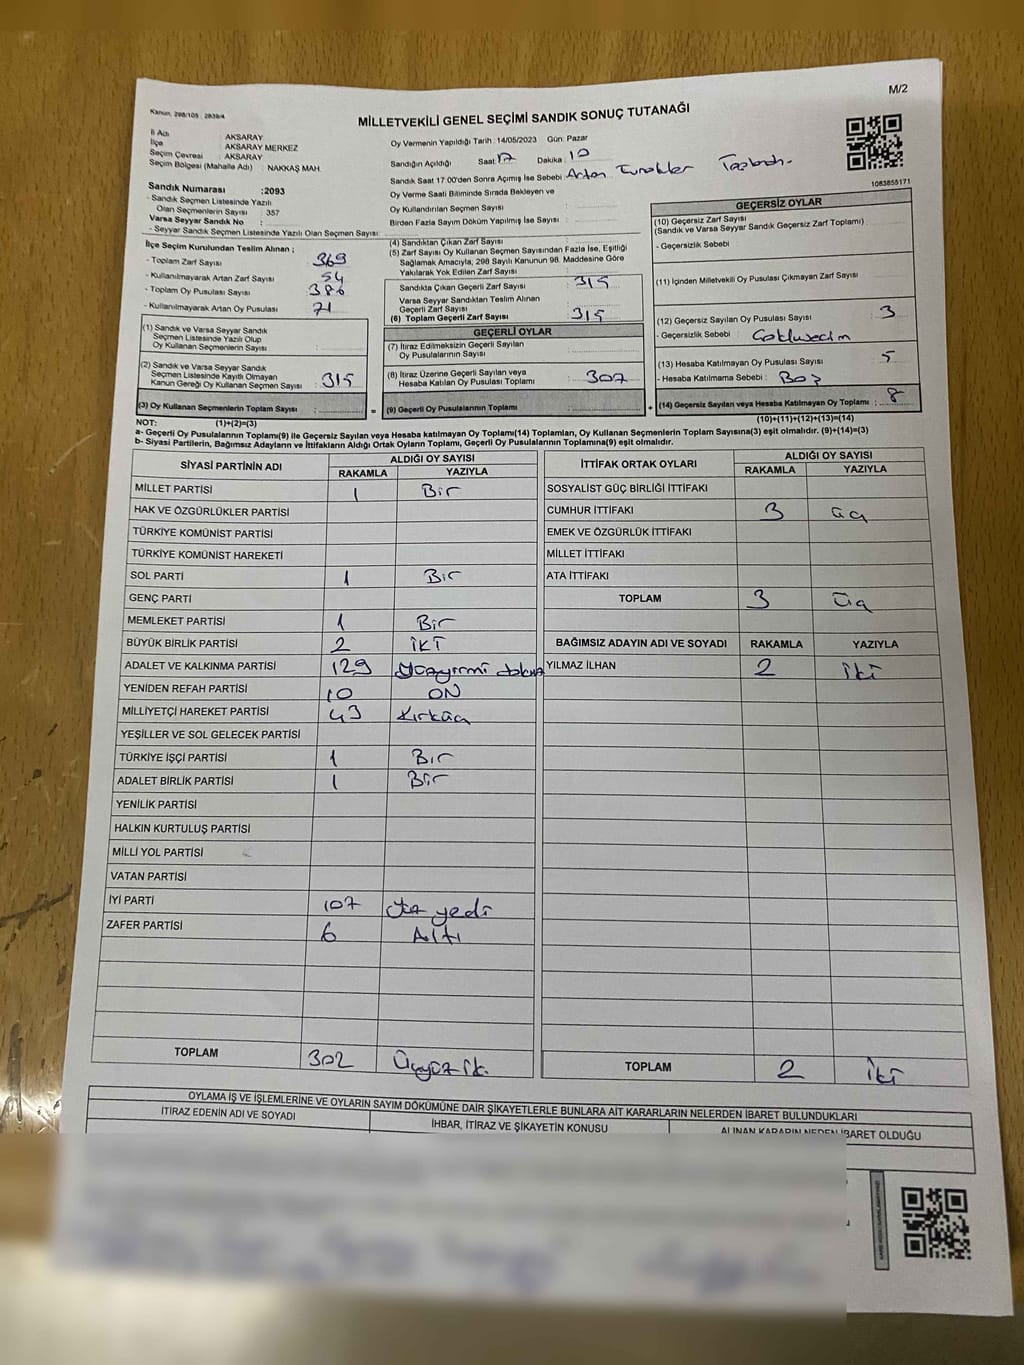 M/2
Kanun, 298/105 , 2839/4
MİLLETVEKİLİ GENEL SEÇİMİ SANDIK SONUÇ TUTANAĞI
İl Adı : AKSARAY
İlçe : AKSARAY MERKEZ
Seçim Çevresi : AKSARAY
Seçim Bölgesi (Mahalle Adı) : NAKKAŞ MAH.
Sandık Numarası :2093
- Sandık Seçmen Listesinde Yazılı
Olan Seçmenlerin Sayısı : 357
Varsa Seyyar Sandık No :
- Seyyar Sandık Seçmen Listesinde Yazılı Olan Seçmen Sayısı :
Oy Vermenin Yapıldığı Tarih : 14/05/2023 Gün: Pazar
Sandığın Açıldığı Saat 17 Dakika 10
Sandık Saat 17:00'den Sonra Açılmış İse Sebebi : Artan
Oy Verme Saati Bitiminde Sırada Bekleyen ve
Oy Kullandırılan Seçmen Sayısı :
Birden Fazla Sayım Döküm Yapılmış İse Sayısı :
1083855171
İlçe Seçim Kurulundan Teslim Alınan ;
- Toplam Zarf Sayısı : 369
- Kullanılmayarak Artan Zarf Sayısı : 54
- Toplam Oy Pusulası Sayısı : 386
- Kullanılmayarak Artan Oy Pusulası : 71
(4) Sandıktan Çıkan Zarf Sayısı :
(5) Zarf Sayısı Oy Kullanan Seçmen Sayısından Fazla İse, Eşitliği
Sağlamak Amacıyla, 298 Sayılı Kanunun 98. Maddesine Göre
Yakılarak Yok Edilen Zarf Sayısı :
Sandıkta Çıkan Geçerli Zarf Sayısı : 315
Varsa Seyyar Sandıktan Teslim Alınan
Geçerli Zarf Sayısı :
(6) Toplam Geçerli Zarf Sayısı : 315
GEÇERSİZ OYLAR
(10) Geçersiz Zarf Sayısı
(Sandık ve Varsa Seyyar Sandık Geçersiz Zarf Toplamı) :
- Geçersizlik Sebebi :
(11) İçinden Milletvekili Oy Pusulası Çıkmayan Zarf Sayısı :
(12) Geçersiz Sayılan Oy Pusulası Sayısı : 3
- Geçersizlik Sebebi :
(13) Hesaba Katılmayan Oy Pusulası Sayısı : 5
- Hesaba Katılmama Sebebi : Boş
(14) Geçersiz Sayılan veya Hesaba Katılmayan Oy Toplamı : 8
(10)+(11)+(12)+(13)=(14)
(1) Sandık ve Varsa Seyyar Sandık
Seçmen Listesinde Yazılı Olup
Oy Kullanan Seçmenlerin Sayısı :
(2) Sandık ve Varsa Seyyar Sandık
Seçmen Listesinde Kayıtlı Olmayan
Kanun Gereği Oy Kullanan Seçmen Sayısı : 315
(3) Oy Kullanan Seçmenlerin Toplam Sayısı : =
(1)+(2)=(3)
GEÇERLİ OYLAR
(7) İtiraz Edilmeksizin Geçerli Sayılan
Oy Pusulalarının Sayısı :
(8) İtiraz Üzerine Geçerli Sayılan veya
Hesaba Katılan Oy Pusulası Toplamı : 307
(9) Geçerli Oy Pusulalarının Toplamı : +
NOT:
a- Geçerli Oy Pusulalarının Toplamı(9) ile Geçersiz Sayılan veya Hesaba katılmayan Oy Toplamı(14) Toplamları, Oy Kullanan Seçmenlerin Toplam Sayısına(3) eşit olmalıdır. (9)+(14)=(3)
b- Siyasi Partilerin, Bağımsız Adayların ve İttifakların Aldığı Ortak Oyların Toplamı, Geçerli Oy Pusulalarının Toplamına(9) eşit olmalıdır.
SİYASİ PARTİNİN ADI ALDIĞI OY SAYISI
RAKAMLA YAZIYLA
MİLLET PARTİSİ 1 Bir
HAK VE ÖZGÜRLÜKLER PARTİSİ
TÜRKİYE KOMÜNİST PARTİSİ
TÜRKİYE KOMÜNİST HAREKETİ
SOL PARTİ 1 Bir
GENÇ PARTİ
MEMLEKET PARTİSİ 1 Bir
BÜYÜK BİRLİK PARTİSİ 2 iki
ADALET VE KALKINMA PARTİSİ 129 Yüzyirmi dokuz
YENİDEN REFAH PARTİSİ 10 ON
MİLLİYETÇİ HAREKET PARTİSİ 43 Kırküç
YEŞİLLER VE SOL GELECEK PARTİSİ
TÜRKİYE İŞÇİ PARTİSİ 1 Bir
ADALET BİRLİK PARTİSİ 1 Bir
YENİLİK PARTİSİ
HALKIN KURTULUŞ PARTİSİ
MİLLİ YOL PARTİSİ
VATAN PARTİSİ
İYİ PARTİ 107 Yüz yedi
ZAFER PARTİSİ 6 Altı
TOPLAM 302 Üçyüz iki
İTTİFAK ORTAK OYLARI ALDIĞI OY SAYISI
RAKAMLA YAZIYLA
SOSYALİST GÜÇ BİRLİĞİ İTTİFAKI
CUMHUR İTTİFAKI 3 üç
EMEK VE ÖZGÜRLÜK İTTİFAKI
MİLLET İTTİFAKI
ATA İTTİFAKI
TOPLAM 3 üç
BAĞIMSIZ ADAYIN ADI VE SOYADI RAKAMLA YAZIYLA
YILMAZ İLHAN 2 iki
TOPLAM 2 iki
OYLAMA İŞ VE İŞLEMLERİNE VE OYLARIN SAYIM DÖKÜMÜNE DAİR ŞİKAYETLERLE BUNLARA AİT KARARLARIN NELERDEN İBARET BULUNDUKLARI
İTİRAZ EDENİN ADI VE SOYADI İHBAR, İTİRAZ VE ŞİKAYETİN KONUSU ALINAN KARARIN NEDEN İBARET OLDUĞU